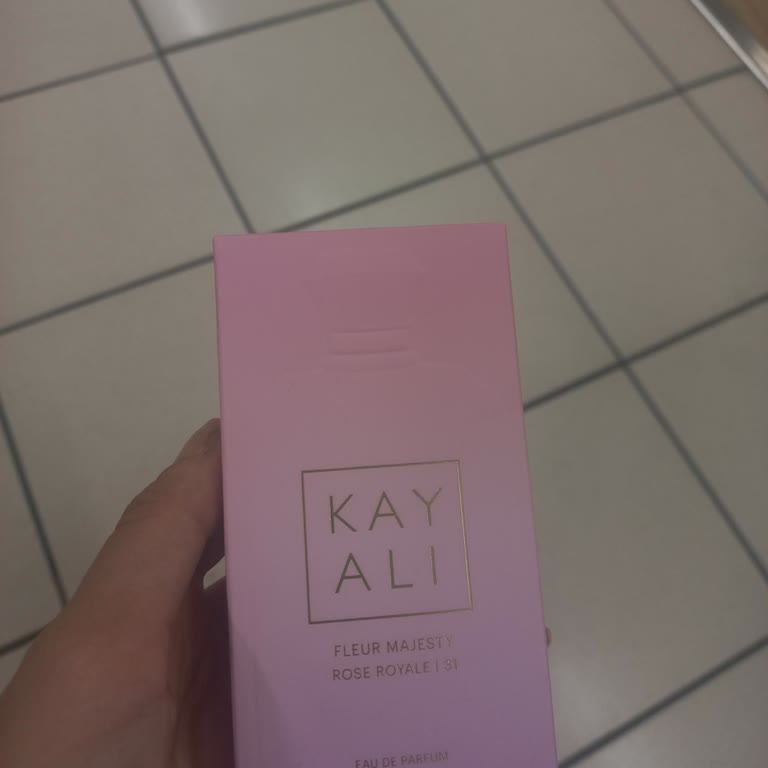 KAY
ALI
FLEUR MAJESTY
ROSE ROYALE | 31
EAU DE PARFUM